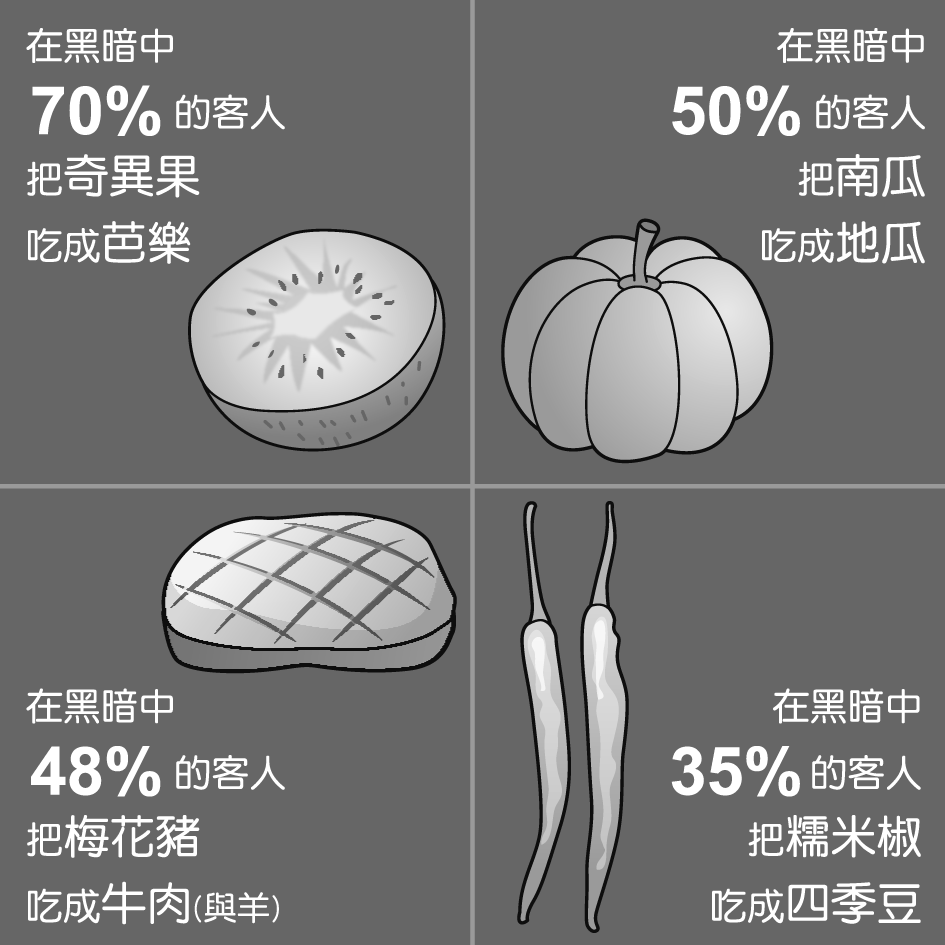 在黑暗中
70% 的客人
把奇異果
吃成芭樂
在黑暗中
50% 的客人
把南瓜
吃成地瓜
在黑暗中
48% 的客人
把梅花豬
吃成牛肉(與羊)
在黑暗中
35% 的客人
把糯米椒
吃成四季豆